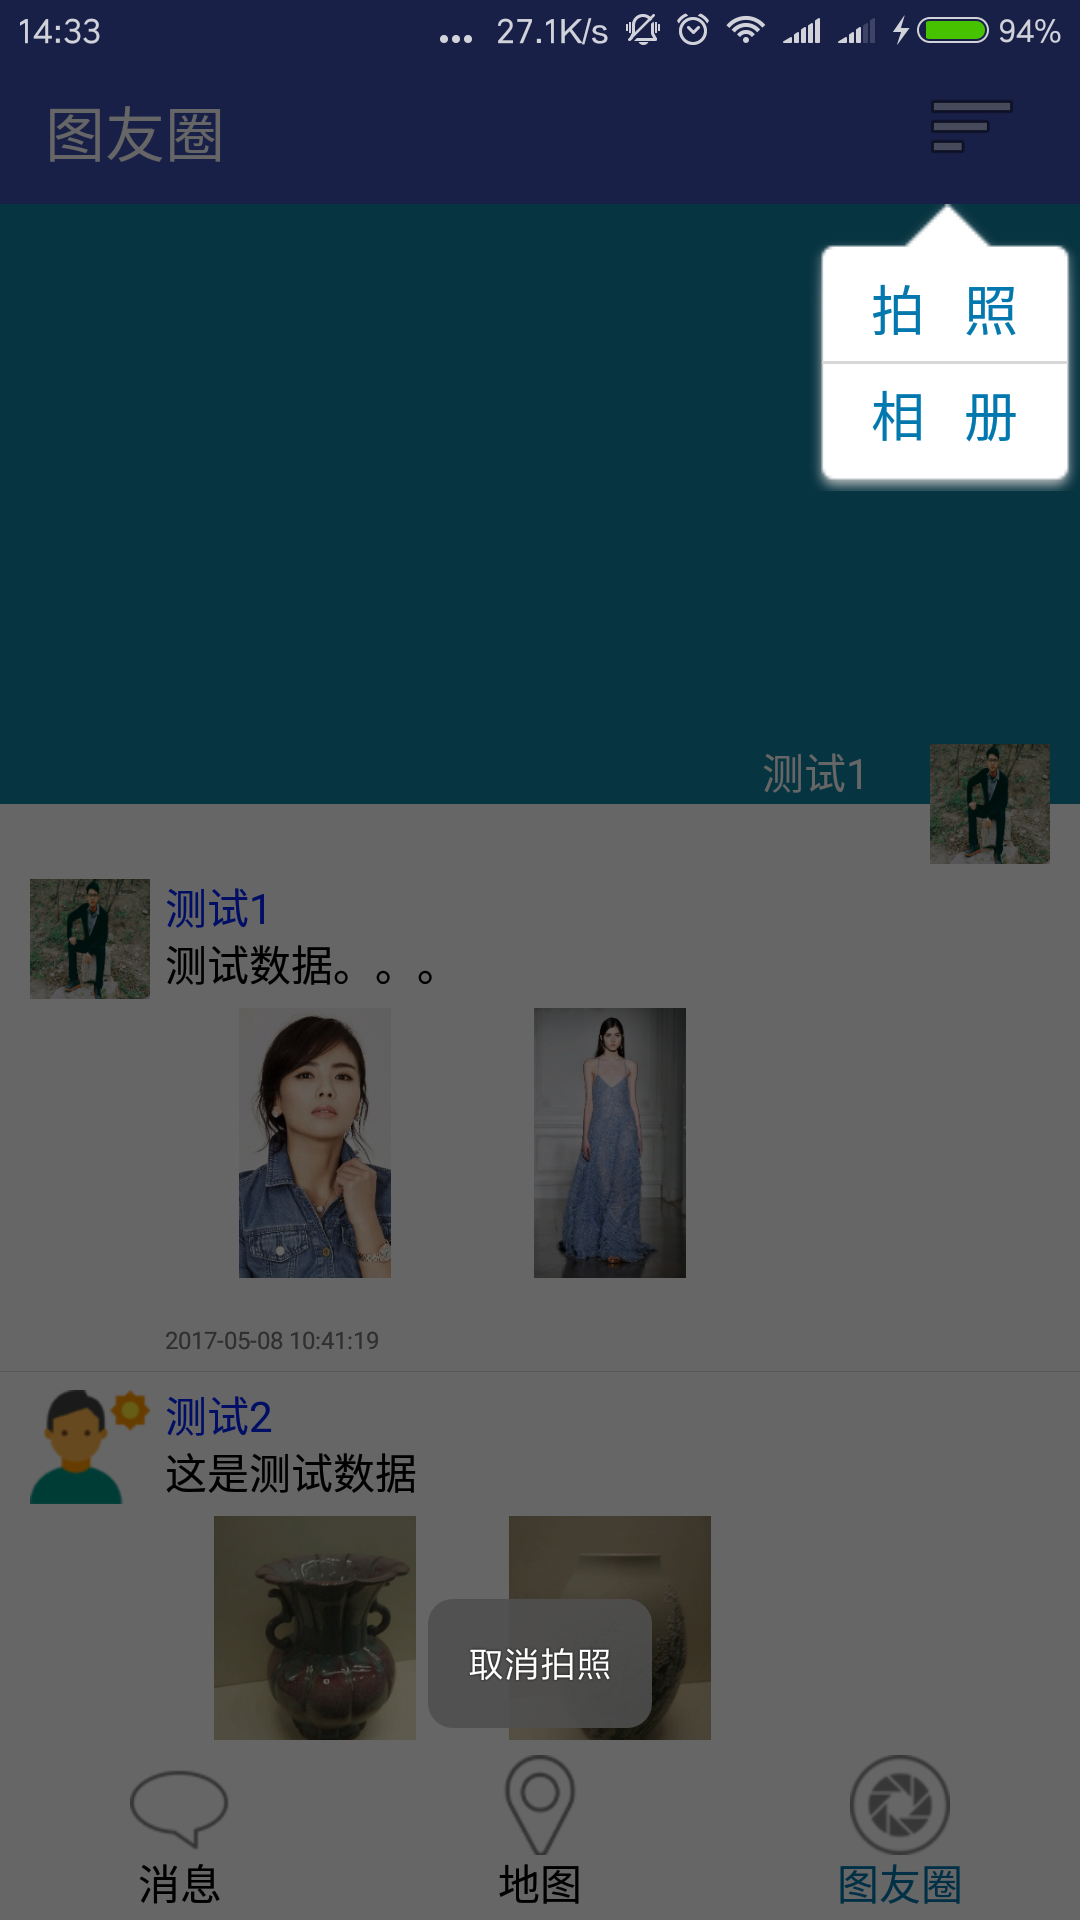 14:33 ... 27.1K/s 94%
图友圈
拍 照
相 册
测试1
测试1
测试数据。。。
2017-05-08 10:41:19
测试2
这是测试数据
取消拍照
消息 地图 图友圈